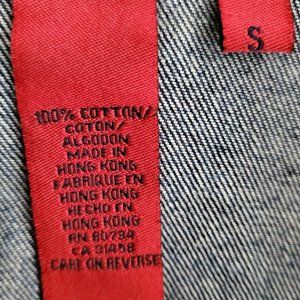 S
100% COTTON/
COTON/
ALGODON
MADE IN
HONG KONG
FABRIQUE EN
HONG KONG
HECHO EN
HONG KONG
RN 80794
CA 31458
CARE ON REVERSE